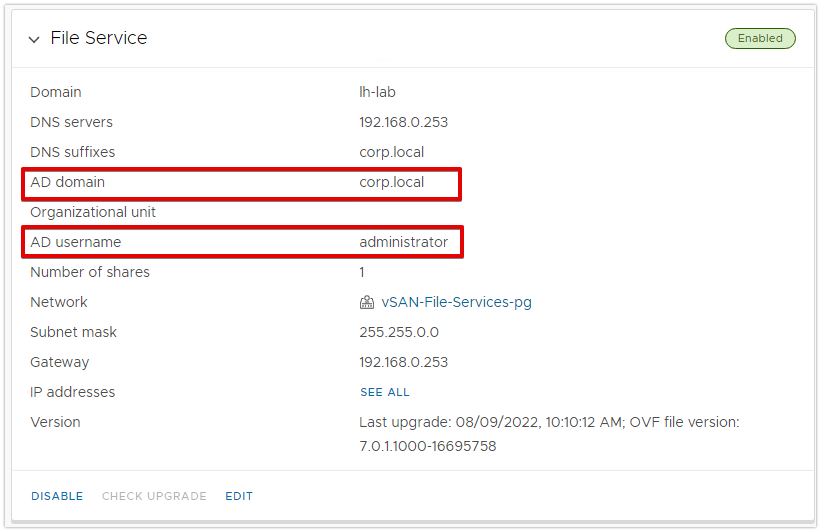 File Service
Enabled
Domain lh-lab
DNS servers 192.168.0.253
DNS suffixes corp.local
AD domain corp.local
Organizational unit
AD username administrator
Number of shares 1
Network vSAN-File-Services-pg
Subnet mask 255.255.0.0
Gateway 192.168.0.253
IP addresses SEE ALL
Version Last upgrade: 08/09/2022, 10:10:12 AM; OVF file version:
7.0.1.1000-16695758
DISABLE CHECK UPGRADE EDIT